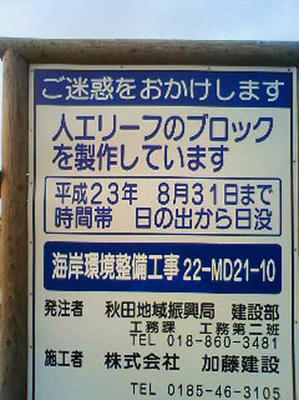 ご迷惑をおかけします
人工リーフのブロック
を製作しています
平成23年 8月31日まで
時間帯 日の出から日没
海岸環境整備工事 22-MD21-10
発注者 秋田地域振興局 建設部
工務課 工務第二班
TEL 018-860-3481
施工者 株式会社 加藤建設
TEL 0185-46-3105